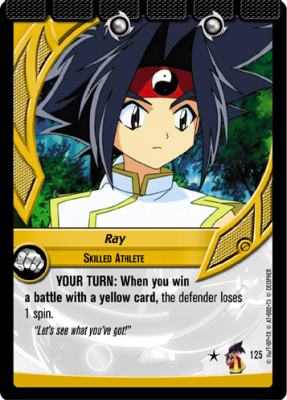 Ray
SKILLED ATHLETE
YOUR TURN: When you win
a battle with a yellow card, the defender loses
1 spin.
"Let's see what you've got!"
125